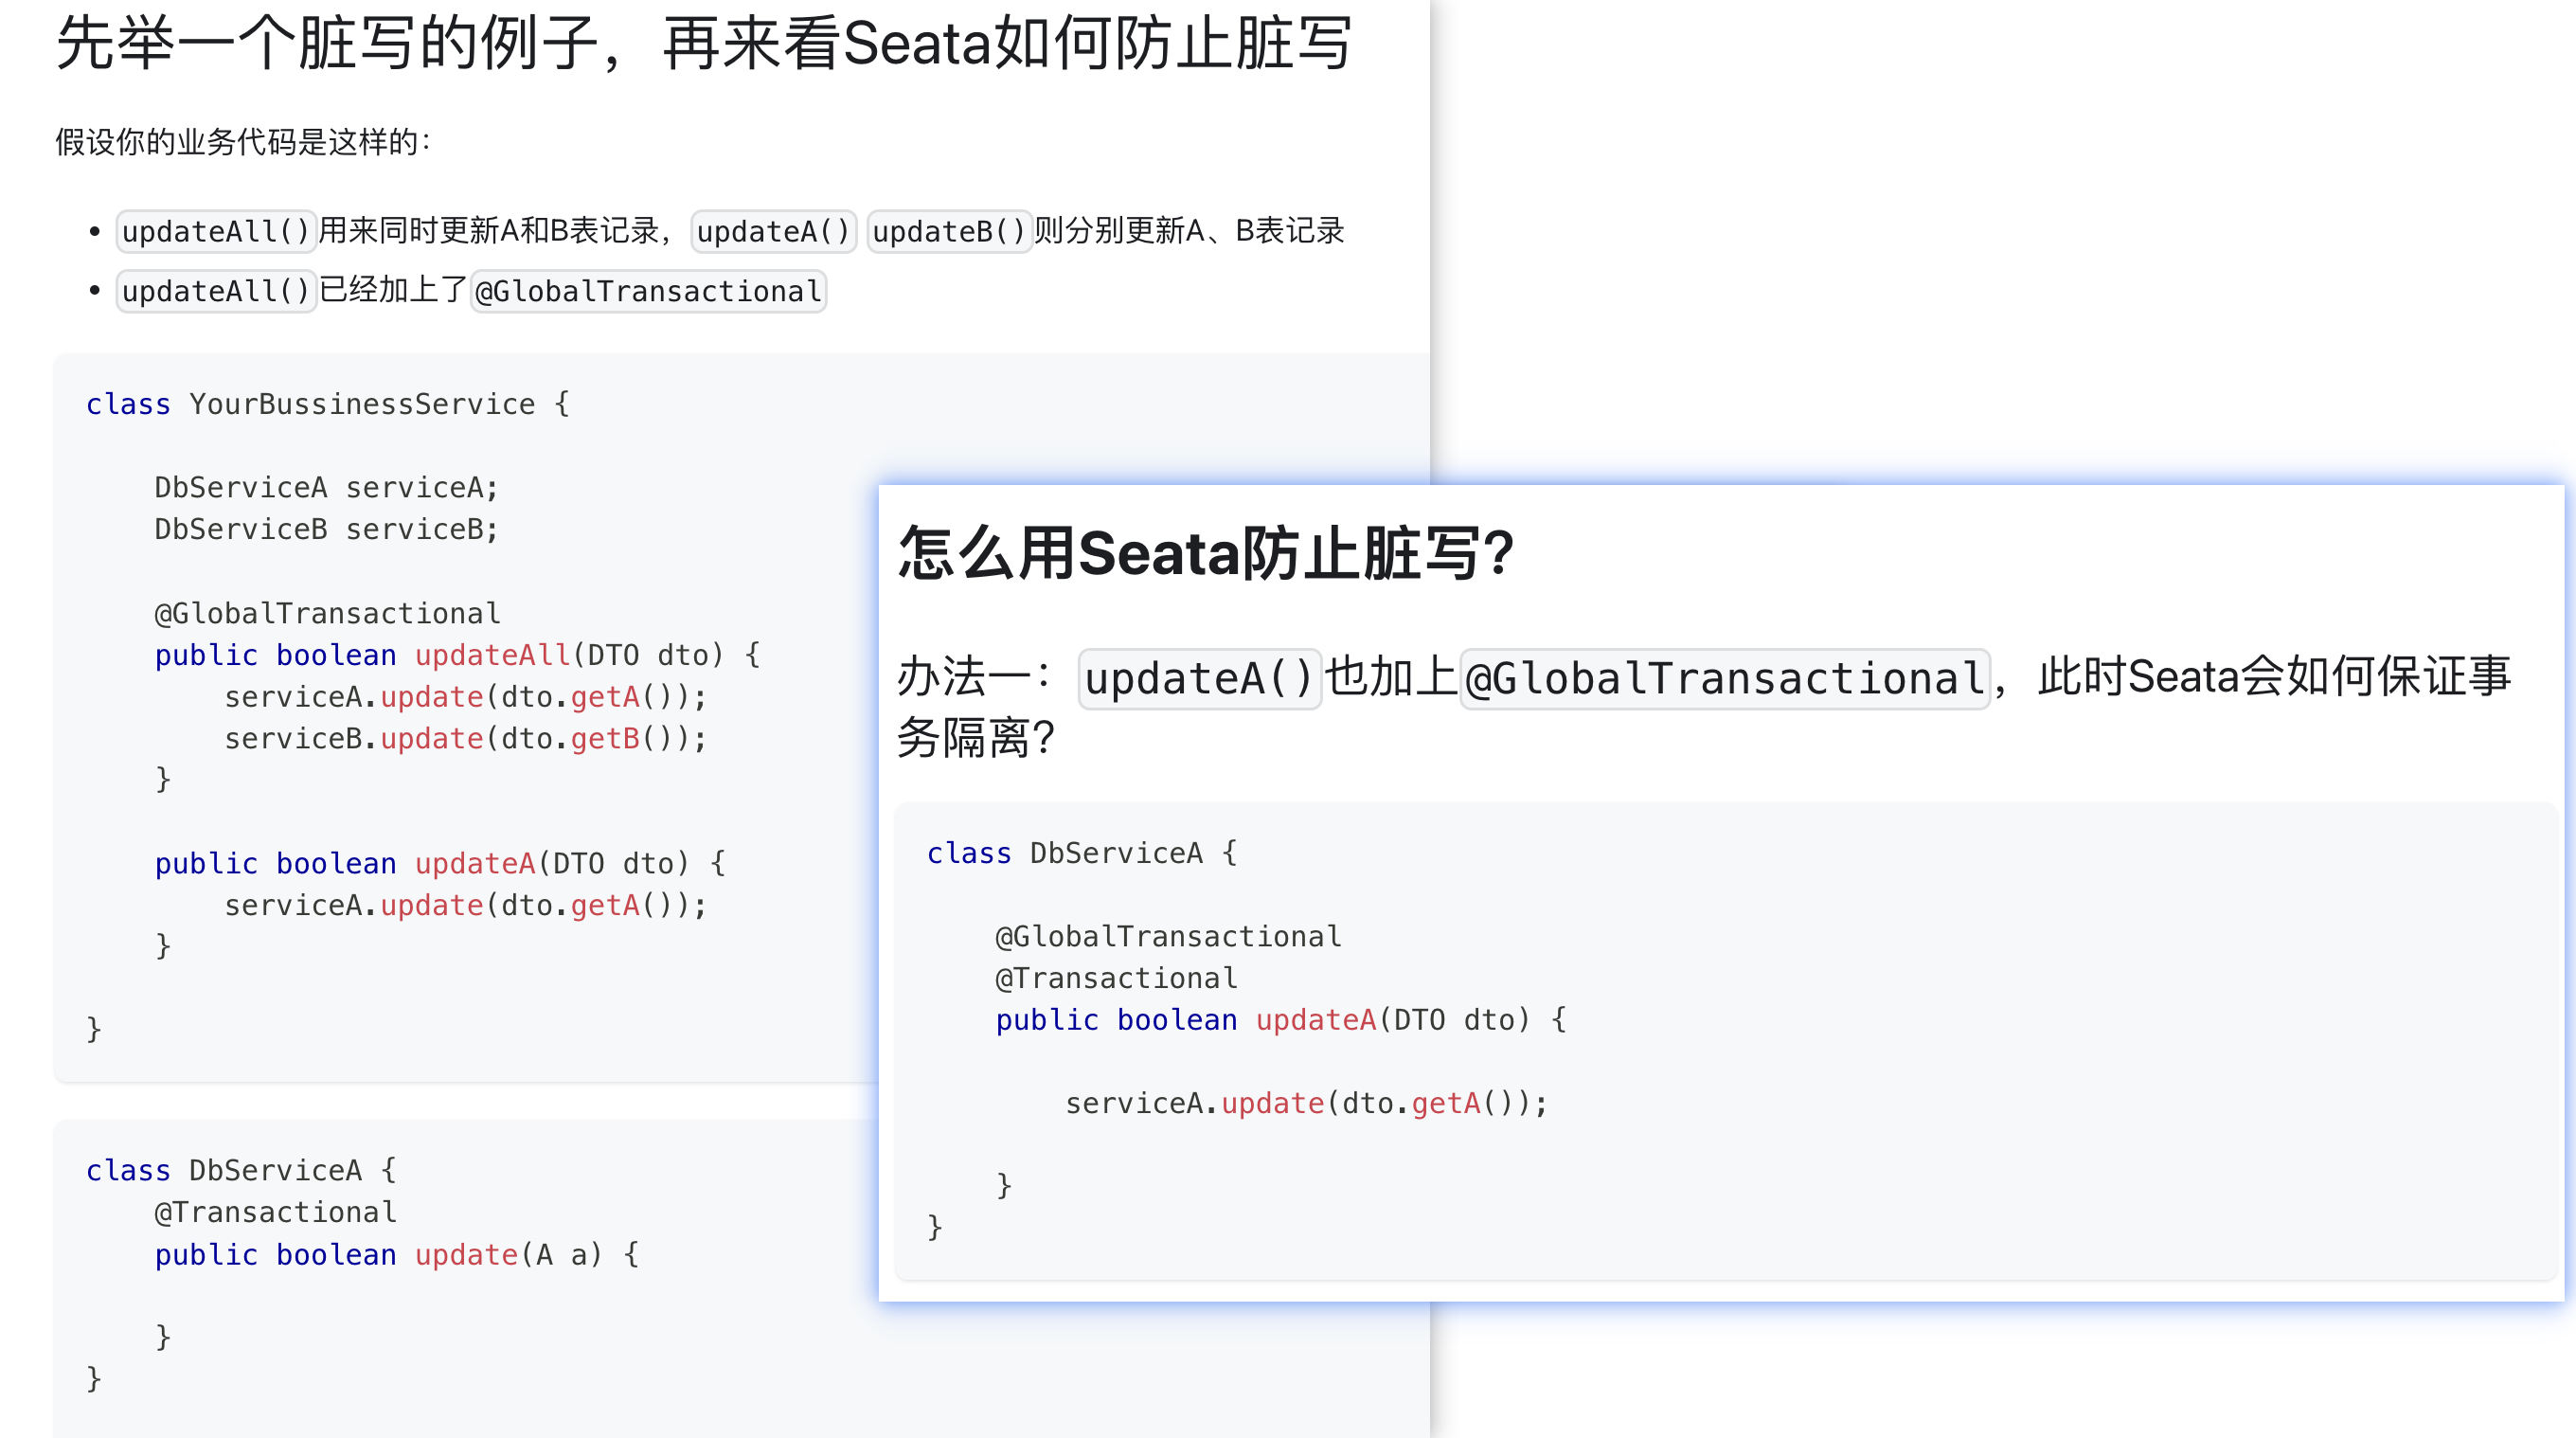 先举一个脏写的例子，再来看Seata如何防止脏写
假设你的业务代码是这样的：
• updateAll()用来同时更新A和B表记录，updateA() updateB()则分别更新A、B表记录
• updateAll()已经加上了@GlobalTransactional
class YourBussinessService {
DbServiceA serviceA;
DbServiceB serviceB;
@GlobalTransactional
public boolean updateAll(DTO dto) {
serviceA.update(dto.getA());
serviceB.update(dto.getB());
}
public boolean updateA(DTO dto) {
serviceA.update(dto.getA());
}
}
class DbServiceA {
@Transactional
public boolean update(A a) {
}
}
怎么用Seata防止脏写？
办法一：updateA()也加上@GlobalTransactional，此时Seata会如何保证事
务隔离？
class DbServiceA {
@GlobalTransactional
@Transactional
public boolean updateA(DTO dto) {
serviceA.update(dto.getA());
}
}